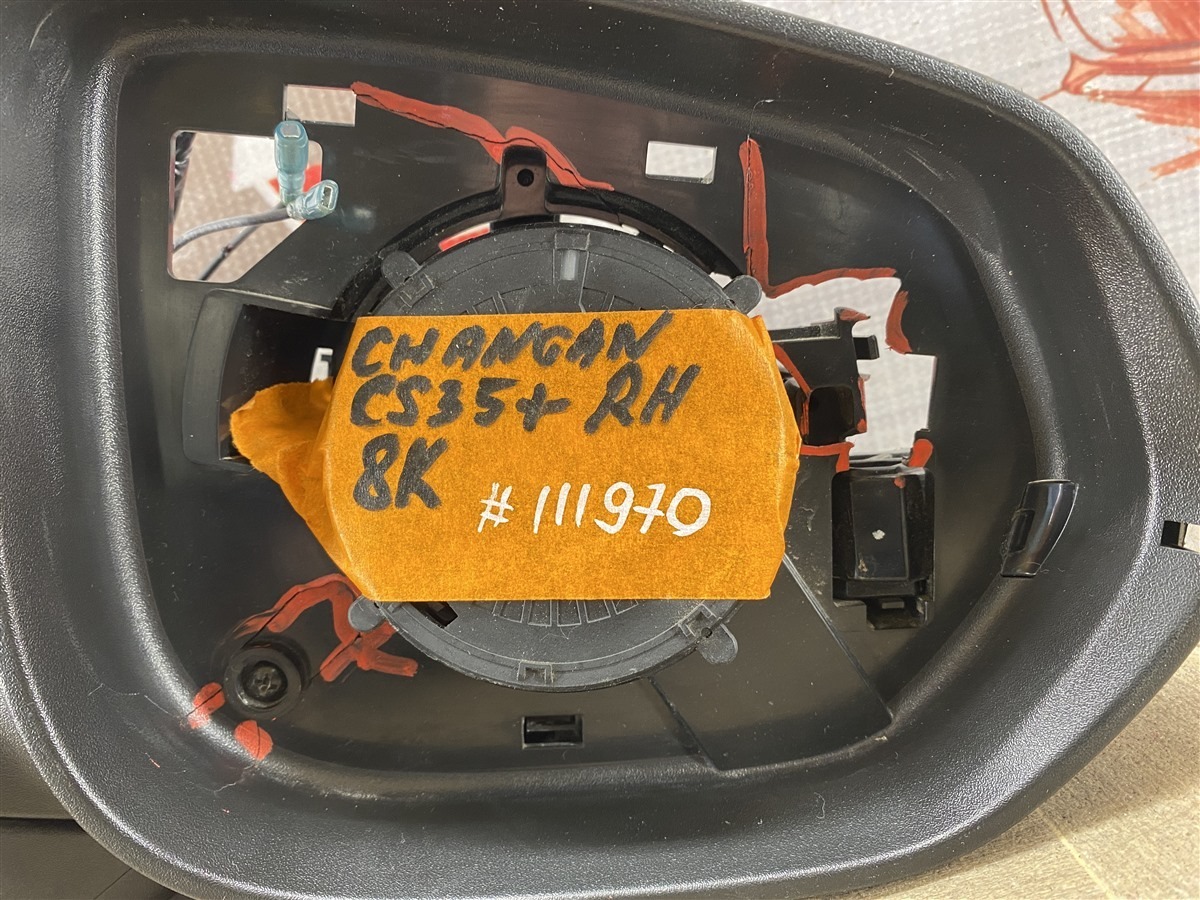 CHANGAN
CS35+ RH
8K
#111970